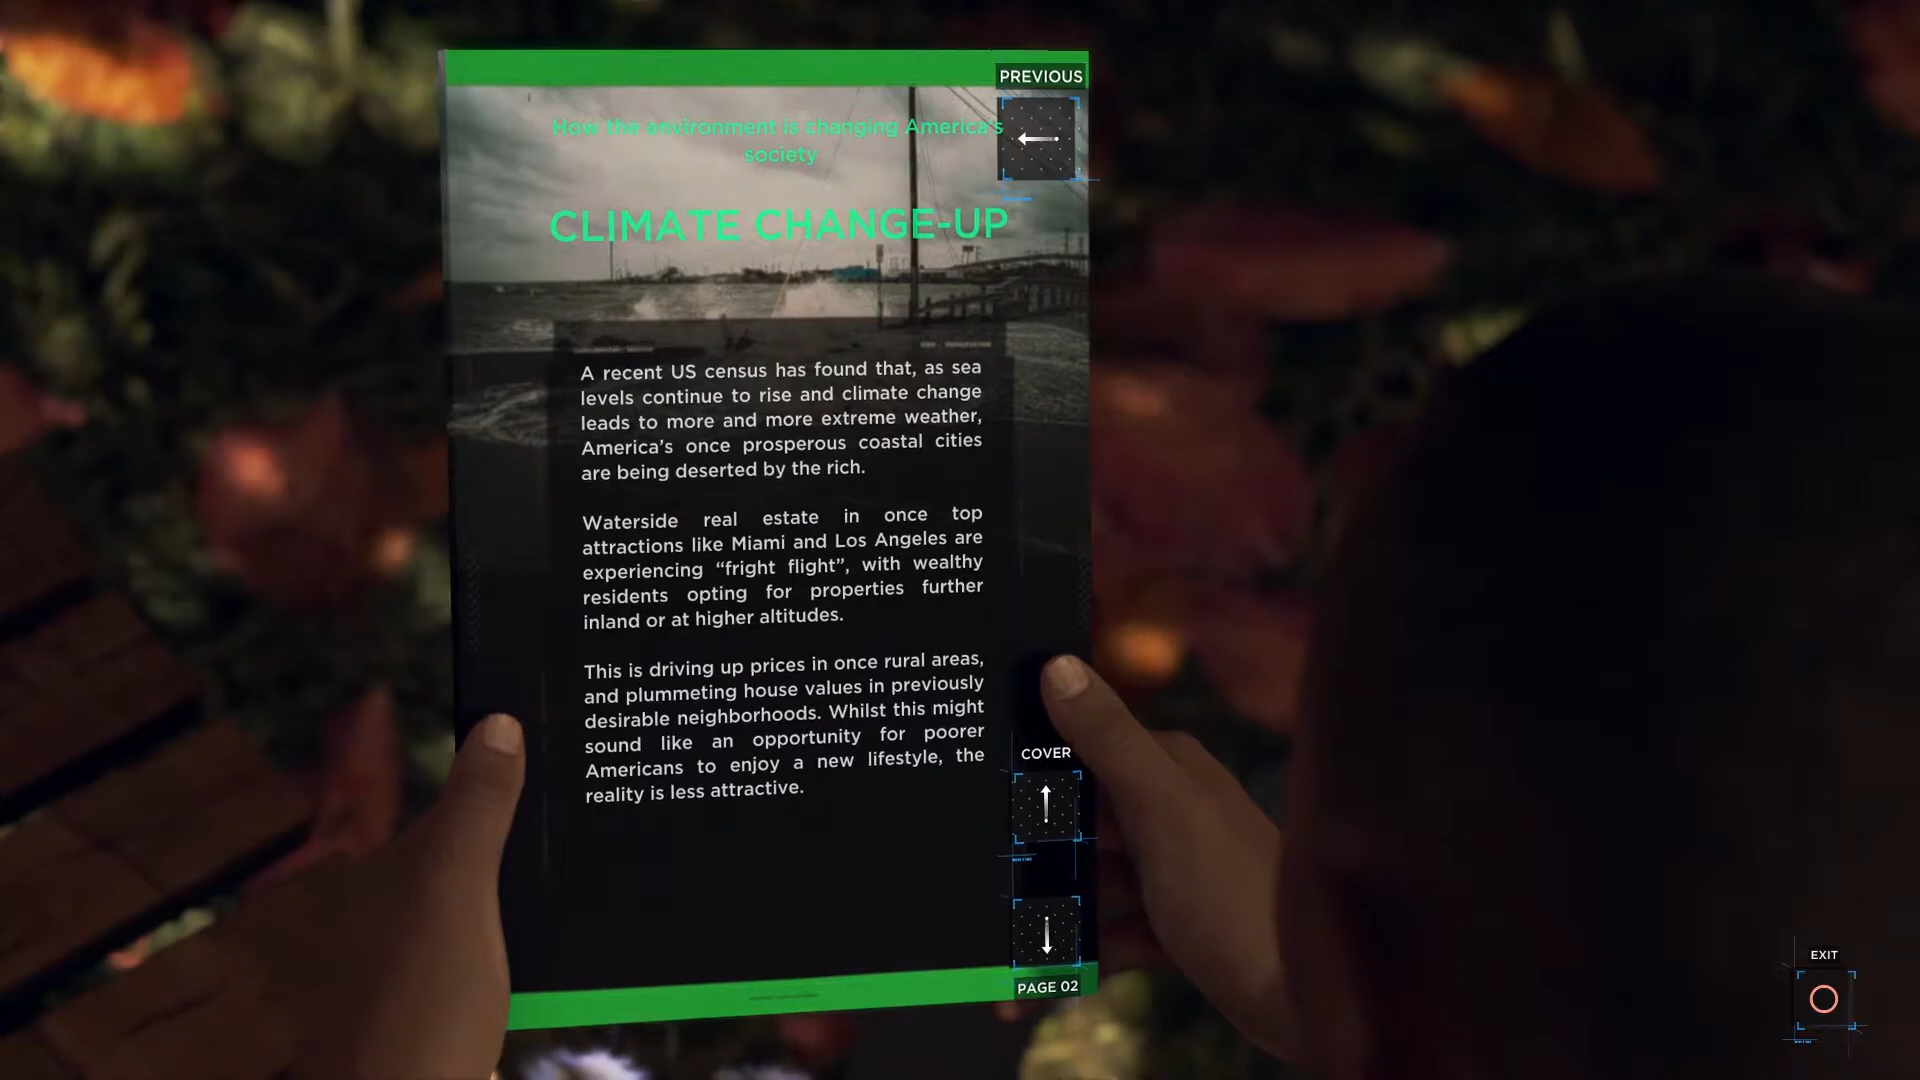 PREVIOUS
How the environment is changing America's
society
CLIMATE CHANGE-UP
A recent US census has found that, as sea
levels continue to rise and climate change
leads to more and more extreme weather,
America's once prosperous coastal cities
are being deserted by the rich.
Waterside real estate in once top
attractions like Miami and Los Angeles are
experiencing “fright flight”, with wealthy
residents opting for properties further
inland or at higher altitudes.
This is driving up prices in once rural areas,
and plummeting house values in previously
desirable neighborhoods. Whilst this might
sound like an opportunity for poorer
Americans to enjoy a new lifestyle, the
reality is less attractive.
COVER
PAGE 02
EXIT